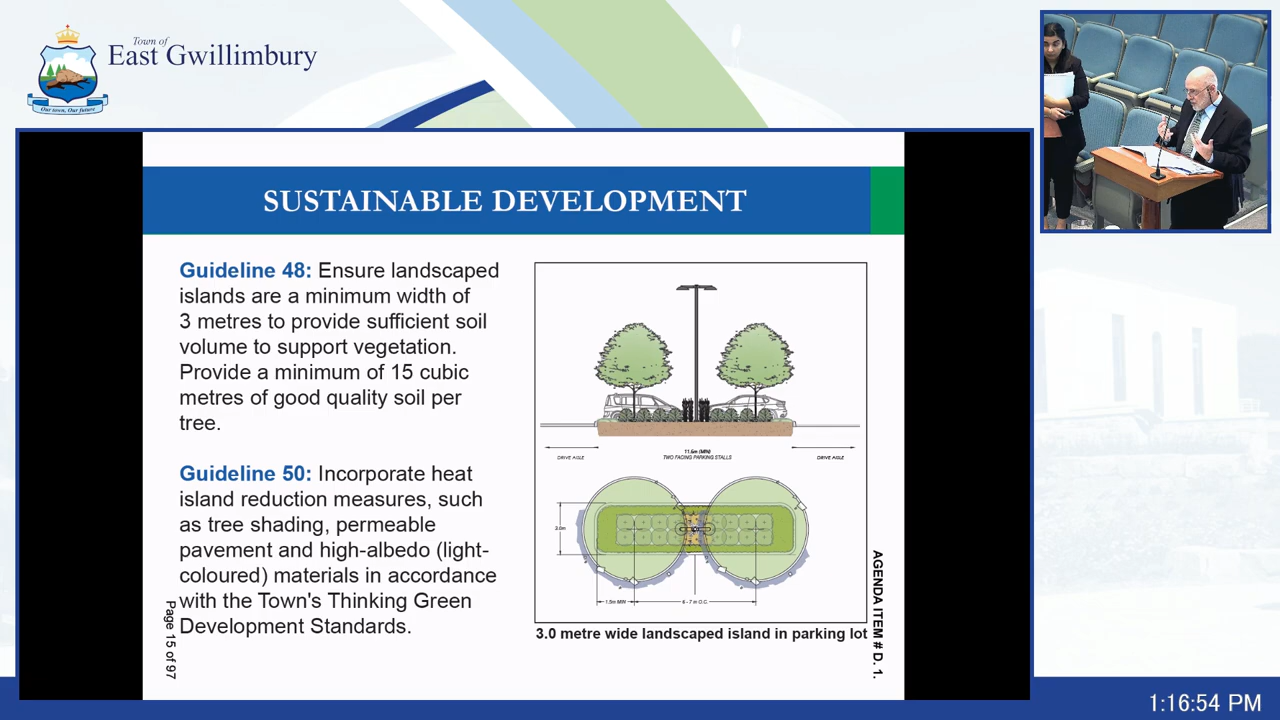 Town of
East Gwillimbury
Our town, Our future
SUSTAINABLE DEVELOPMENT
Guideline 48: Ensure landscaped
islands are a minimum width of
3 metres to provide sufficient soil
volume to support vegetation.
Provide a minimum of 15 cubic
metres of good quality soil per
tree.
Guideline 50: Incorporate heat
island reduction measures, such
as tree shading, permeable
pavement and high-albedo (light-
coloured) materials in accordance
with the Town's Thinking Green
Development Standards.
11.6m (MIN)
DRIVE AISLE
TWO FACING PARKING STALLS
DRIVE AISLE
3.0m
1.5m MIN
6 - 7 m O.C.
3.0 metre wide landscaped island in parking lot
Page 15 of 97
AGENDA ITEM # D. 1.
1:16:54 PM